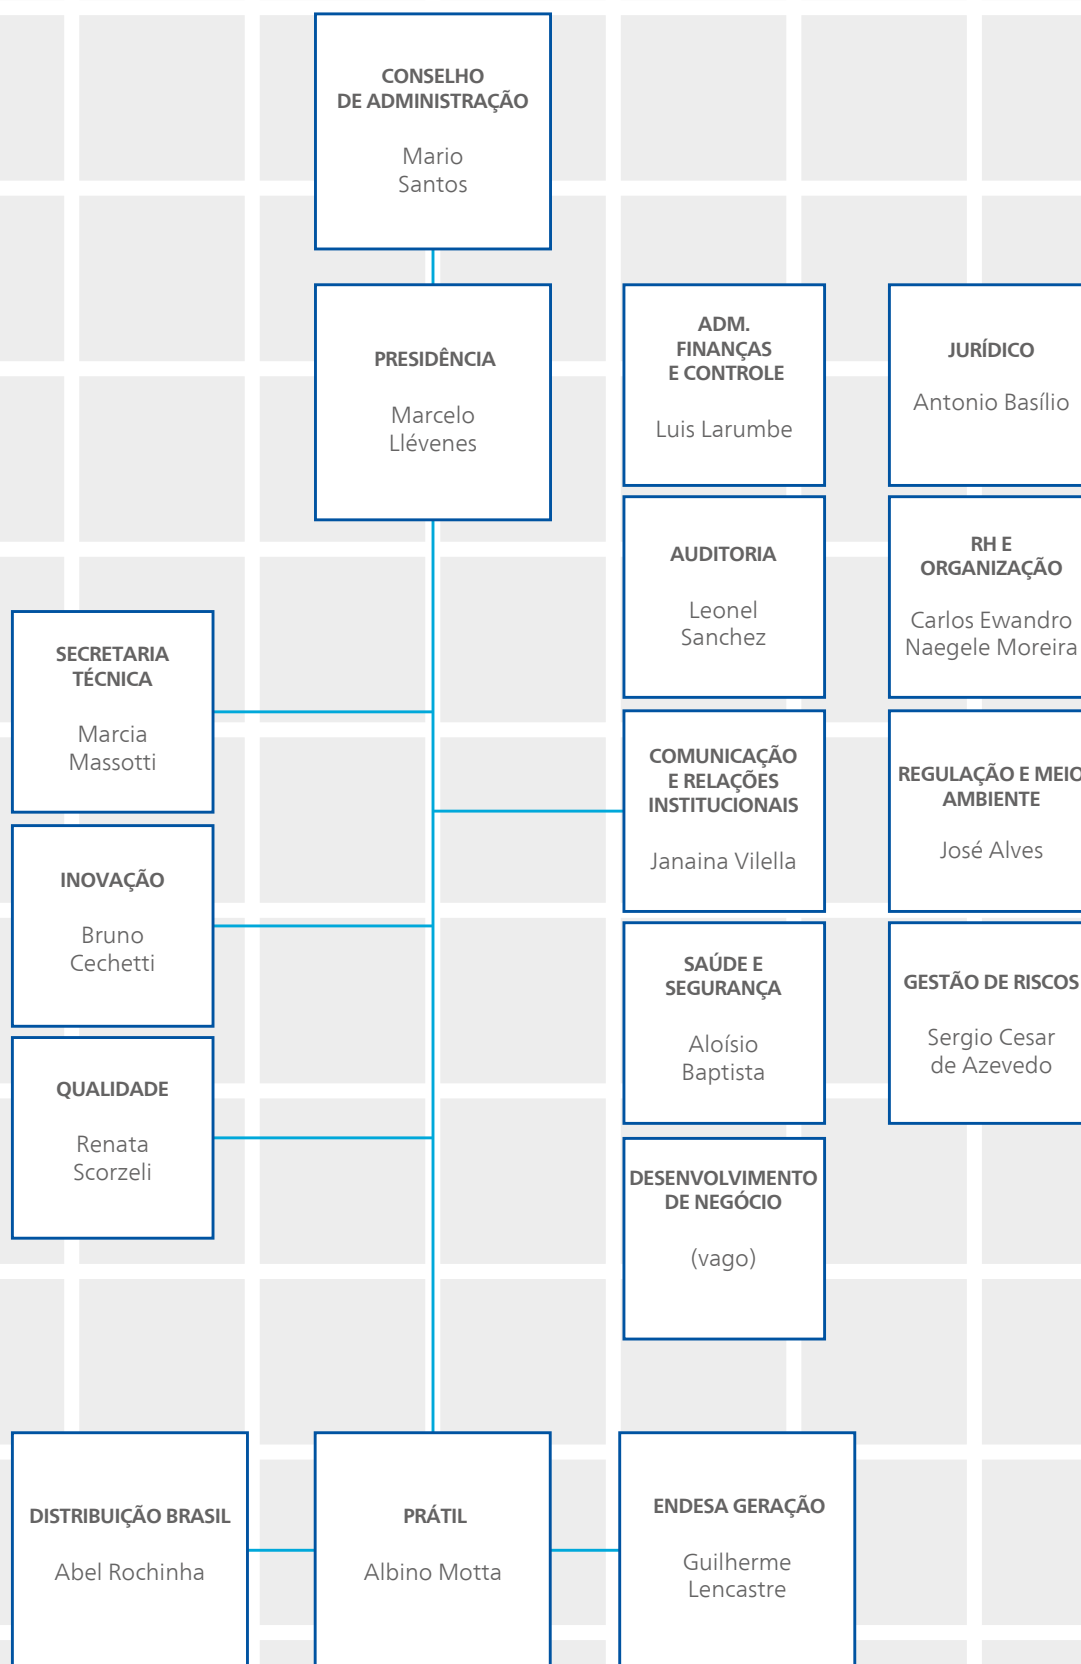 CONSELHO
DE ADMINISTRAÇÃO
Mario
Santos
PRESIDÊNCIA
Marcelo
Llévenes
ADM.
FINANÇAS
E CONTROLE
Luis Larumbe
JURÍDICO
Antonio Basílio
AUDITORIA
Leonel
Sanchez
RH E
ORGANIZAÇÃO
Carlos Ewandro
Naegele Moreira
SECRETARIA
TÉCNICA
Marcia
Massotti
COMUNICAÇÃO
E RELAÇÕES
INSTITUCIONAIS
Janaina Vilella
REGULAÇÃO E MEIO
AMBIENTE
José Alves
INOVAÇÃO
Bruno
Cechetti
SAÚDE E
SEGURANÇA
Aloísio
Baptista
GESTÃO DE RISCOS
Sergio Cesar
de Azevedo
QUALIDADE
Renata
Scorzeli
DESENVOLVIMENTO
DE NEGÓCIO
(vago)
DISTRIBUIÇÃO BRASIL
Abel Rochinha
PRÁTIL
Albino Motta
ENDESA GERAÇÃO
Guilherme
Lencastre